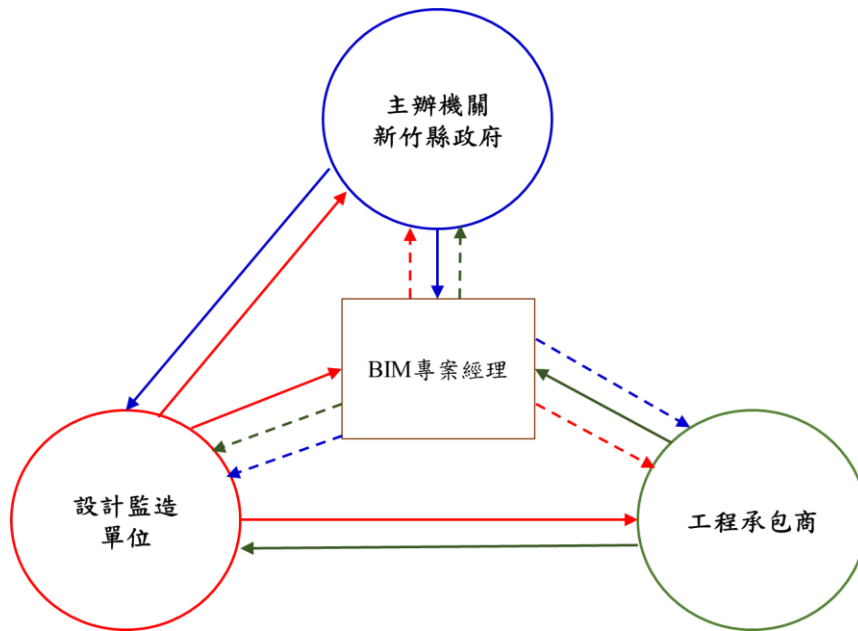 主辦機關
新竹縣政府
BIM專案經理
設計監造
單位
工程承包商